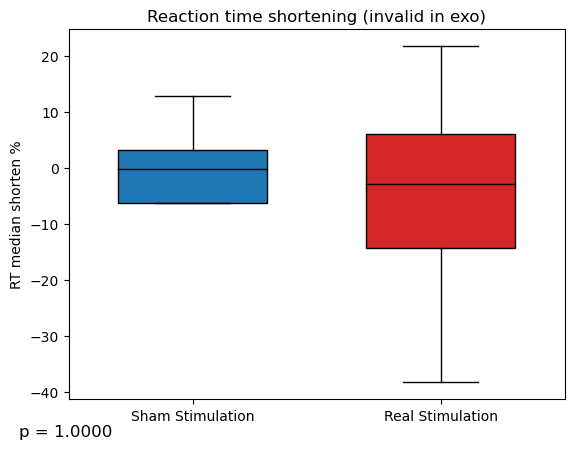 Reaction time shortening (invalid in exo)
RT median shorten %
20
10
0
−10
−20
−30
−40
Sham Stimulation
Real Stimulation
p = 1.0000